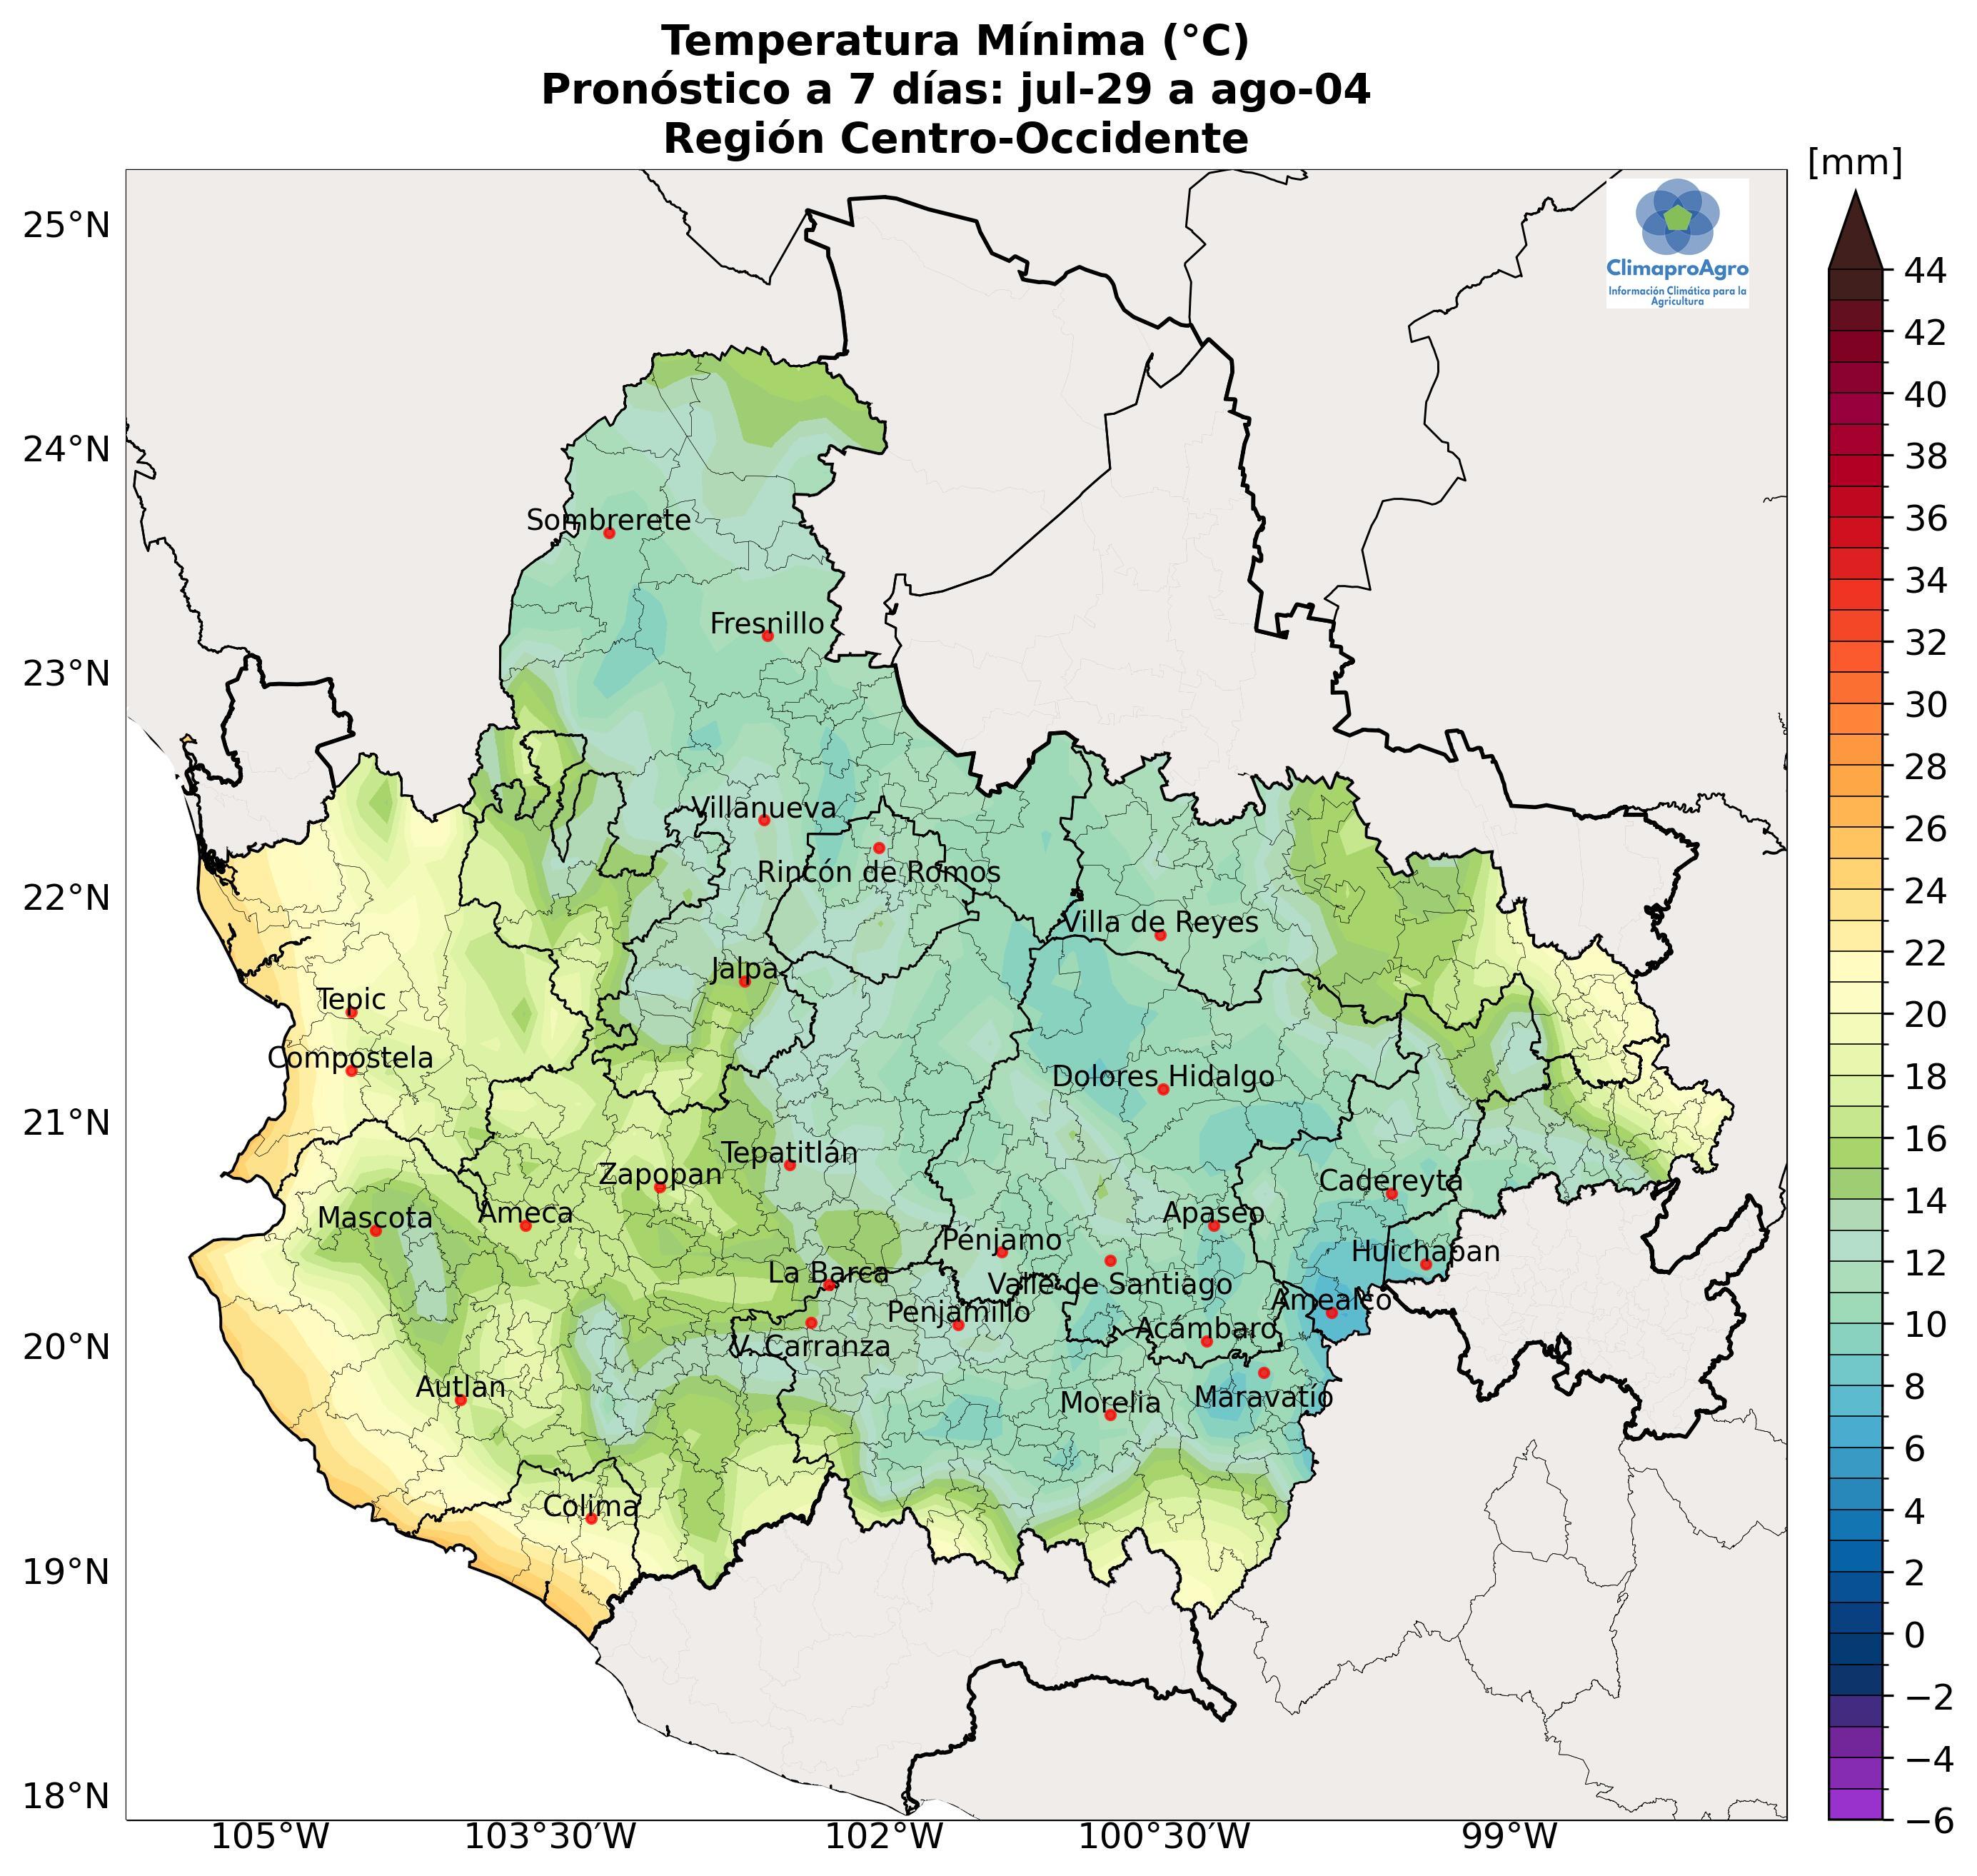 Temperatura Mínima (°C)
Pronóstico a 7 días: jul-29 a ago-04
Región Centro-Occidente
[mm]
ClimaproAgro
Información Climática para la
Agricultura
25°N
24°N
23°N
22°N
21°N
20°N
19°N
18°N
Sombrerete
Fresnillo
Villanueva
Rincón de Romos
Villa de Reyes
Jalpa
Tepic
Compostela
Dolores Hidalgo
Tepatitlán
Zapopan
Cadereyta
Mascota
Ameca
Apaseo
Pénjamo
Huichapan
La Barca
Valle de Santiago
Amealco
Penjamillo
Acámbaro
V. Carranza
Autlan
Maravatío
Morelia
Colima
105°W
103°30'W
102°W
100°30'W
99°W
44
42
40
38
36
34
32
30
28
26
24
22
20
18
16
14
12
10
8
6
4
2
0
−2
−4
−6